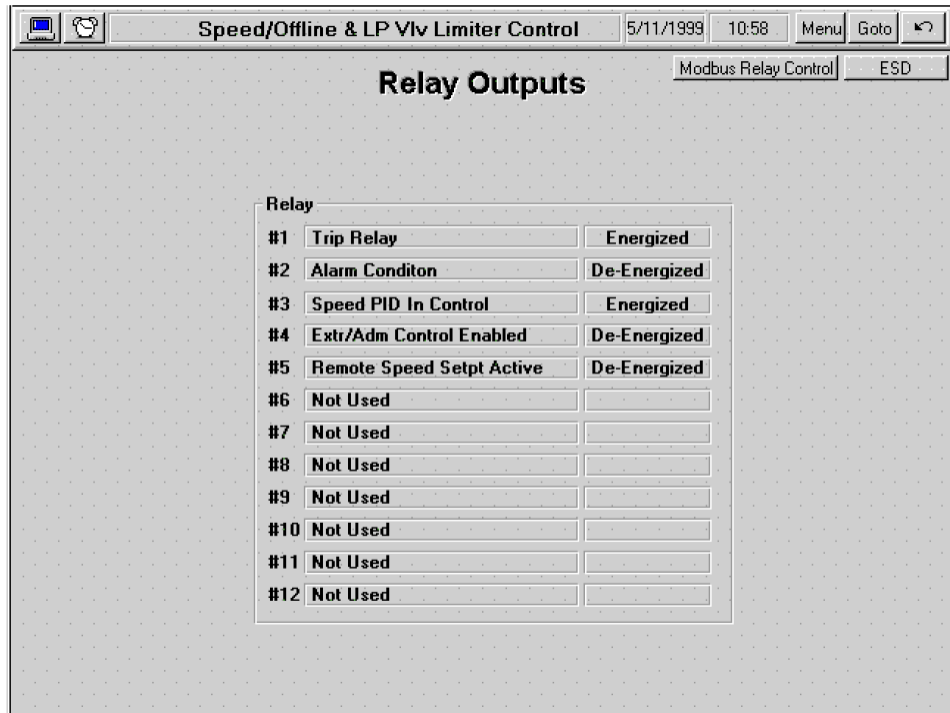 Speed/Offline & LP Vlv Limiter Control 5/11/1999 10:58 Menu Goto
Modbus Relay Control ESD
Relay Outputs
Relay
#1 Trip Relay Energized
#2 Alarm Conditon De-Energized
#3 Speed PID In Control Energized
#4 Extr/Adm Control Enabled De-Energized
#5 Remote Speed Setpt Active De-Energized
#6 Not Used
#7 Not Used
#8 Not Used
#9 Not Used
#10 Not Used
#11 Not Used
#12 Not Used